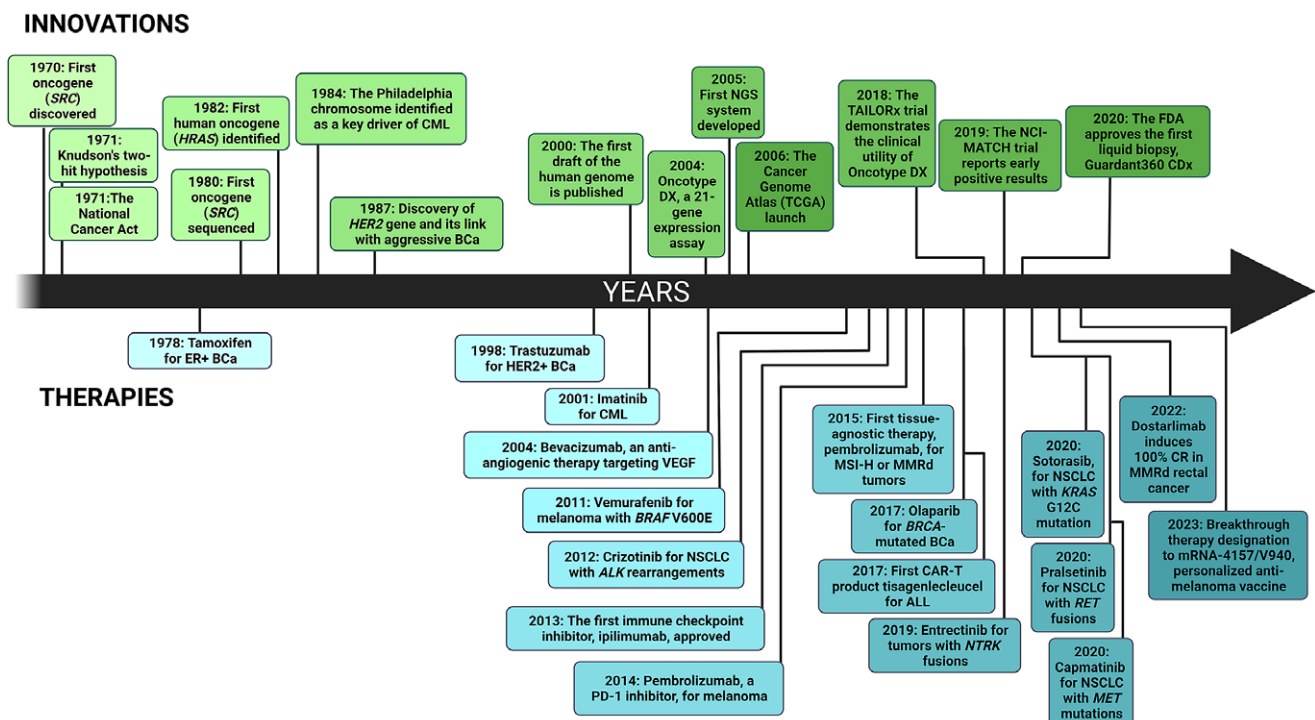 INNOVATIONS
1970: First
oncogene
(SRC)
discovered
1971:
Knudson's two-
hit hypothesis
1971:The
National
Cancer Act
1982: First
human oncogene
(HRAS) identified
1980: First
oncogene
(SRC)
sequenced
1984: The Philadelphia
chromosome identified
as a key driver of CML
1987: Discovery of
HER2 gene and its link
with aggressive BCa
2000: The first
draft of the
human genome
is published
2004:
Oncotype
DX, a 21-
gene
expression
assay
2005:
First NGS
system
developed
2006: The
Cancer
Genome
Atlas (TCGA)
launch
2018: The
TAILORx trial
demonstrates
the clinical
utility of
Oncotype DX
2019: The NCI-
MATCH trial
reports early
positive results
2020: The FDA
approves the first
liquid biopsy,
Guardant360 CDx
YEARS
1978: Tamoxifen
for ER+ BCa
THERAPIES
1998: Trastuzumab
for HER2+ BCa
2001: Imatinib
for CML
2004: Bevacizumab, an anti-
angiogenic therapy targeting VEGF
2011: Vemurafenib for
melanoma with BRAF V600E
2012: Crizotinib for NSCLC
with ALK rearrangements
2013: The first immune checkpoint
inhibitor, ipilimumab, approved
2014: Pembrolizumab, a
PD-1 inhibitor, for melanoma
2015: First tissue-
agnostic therapy,
pembrolizumab, for
MSI-H or MMRd
tumors
2017: Olaparib
for BRCA-
mutated BCa
2017: First CAR-T
product tisagenlecleucel
for ALL
2019: Entrectinib for
tumors with NTRK
fusions
2020:
Sotorasib,
for NSCLC
with KRAS
G12C
mutation
2020:
Pralsetinib
for NSCLC
with RET
fusions
2020:
Capmatinib
for NSCLC
with MET
mutations
2022:
Dostarlimab
induces
100% CR in
MMRd rectal
cancer
2023: Breakthrough
therapy designation
to mRNA-4157/V940,
personalized anti-
melanoma vaccine